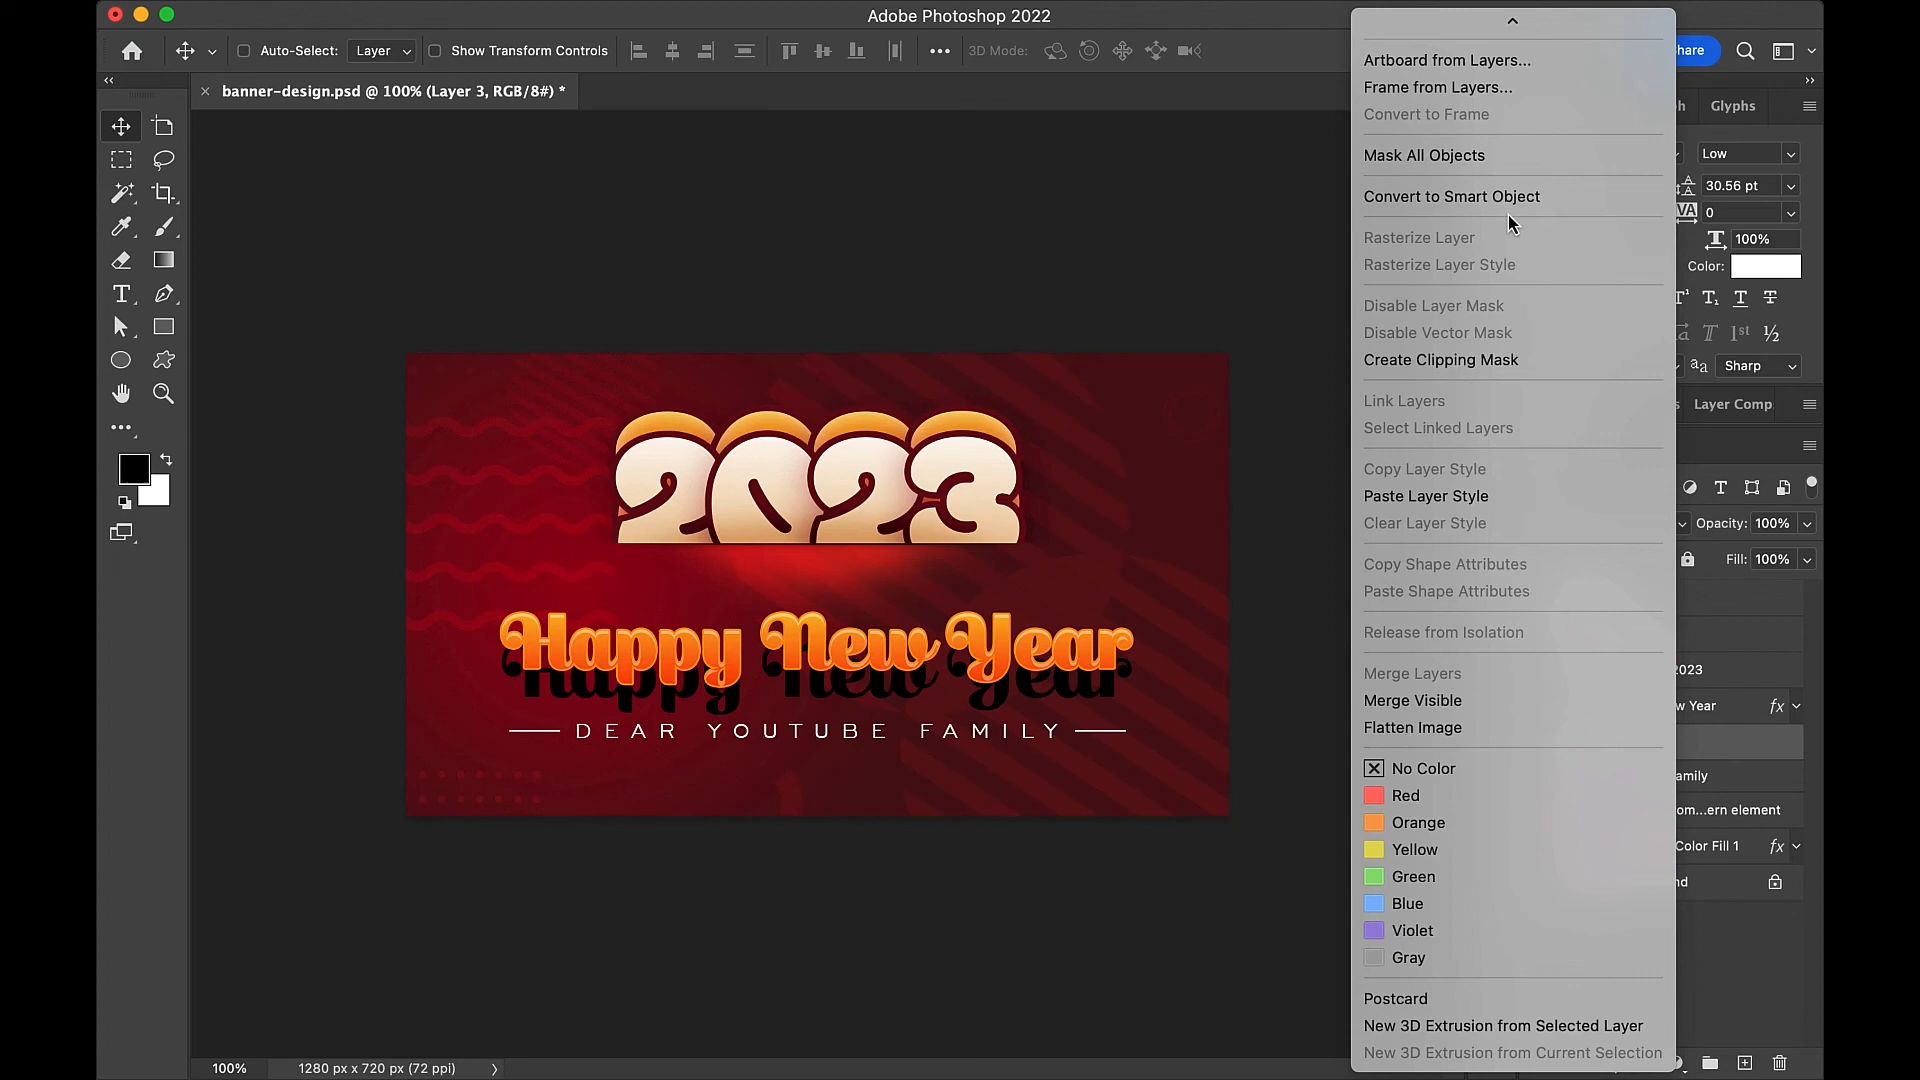 Adobe Photoshop 2022
Auto-Select: Layer Show Transform Controls 3D Mode: hare
banner-design.psd @ 100% (Layer 3, RGB/8#) *
2023
Happy New Year
DEAR YOUTUBE FAMILY
100% 1280 px x 720 px (72 ppi)
Artboard from Layers...
Frame from Layers...
Convert to Frame
Mask All Objects
Convert to Smart Object
Rasterize Layer
Rasterize Layer Style
Disable Layer Mask
Disable Vector Mask
Create Clipping Mask
Link Layers
Select Linked Layers
Copy Layer Style
Paste Layer Style
Clear Layer Style
Copy Shape Attributes
Paste Shape Attributes
Release from Isolation
Merge Layers
Merge Visible
Flatten Image
No Color
Red
Orange
Yellow
Green
Blue
Violet
Gray
Postcard
New 3D Extrusion from Selected Layer
New 3D Extrusion from Current Selection
h Glyphs
Low
30.56 pt
VA 0
100%
Color:
1st ½
aa Sharp
s Layer Comp
Opacity: 100%
Fill: 100%
2023
w Year fx
amily
om...ern element
Color Fill 1 fx
nd